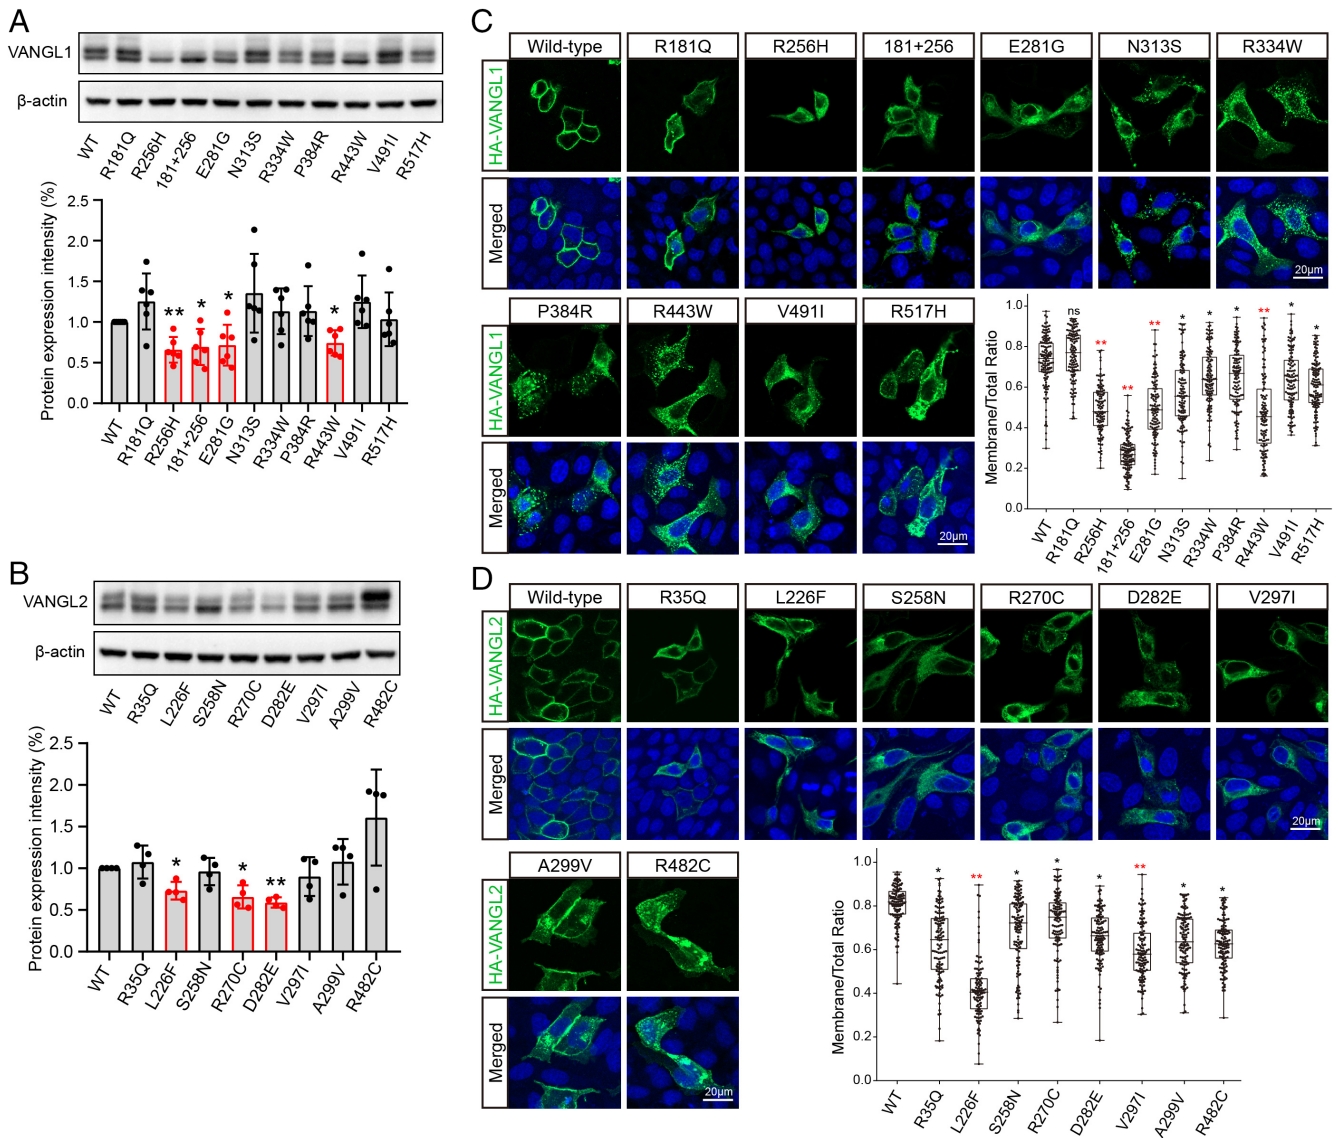 A
VANGL1
β-actin
WT
R181Q
R256H
181+256
E281G
N313S
R334W
P384R
R443W
V491I
R517H
Protein expression intensity (%)
2.5
2.0
1.5
1.0
0.5
0.0
** * * *
WT
R181Q
R256H
181+256
E281G
N313S
R334W
P384R
R443W
V491I
R517H
B
VANGL2
β-actin
WT
R35Q
L226F
S258N
R270C
D282E
V297I
A299V
R482C
Protein expression intensity (%)
2.5
2.0
1.5
1.0
0.5
0.0
* * **
WT
R35Q
L226F
S258N
R270C
D282E
V297I
A299V
R482C
C
Wild-type R181Q R256H 181+256 E281G N313S R334W
HA-VANGL1
Merged
20μm
P384R R443W V491I R517H
HA-VANGL1
Merged
20μm
Membrane/Total Ratio
1.0
0.8
0.6
0.4
0.2
0.0
ns ** ** ** * * * ** * *
WT
R181Q
R256H
181+256
E281G
N313S
R334W
P384R
R443W
V491I
R517H
D
Wild-type R35Q L226F S258N R270C D282E V297I
HA-VANGL2
Merged
20μm
A299V R482C
HA-VANGL2
Merged
20μm
Membrane/Total Ratio
1.0
0.8
0.6
0.4
0.2
0.0
* ** * * * ** * *
WT
R35Q
L226F
S258N
R270C
D282E
V297I
A299V
R482C